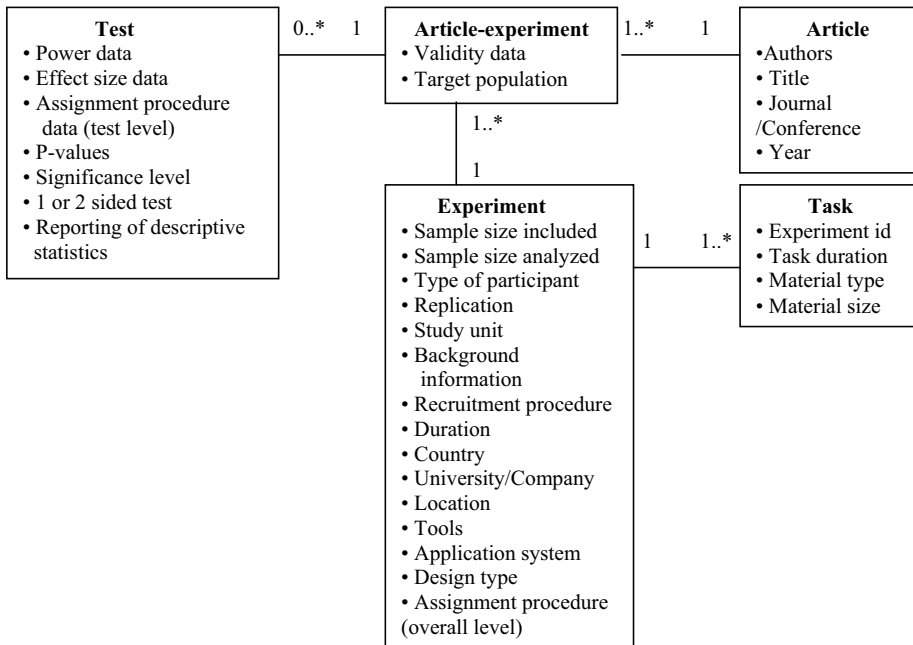 Test
• Power data
• Effect size data
• Assignment procedure
data (test level)
• P-values
• Significance level
• 1 or 2 sided test
• Reporting of descriptive
statistics
0..* 1
Article-experiment
• Validity data
• Target population
1..* 1
Article
•Authors
• Title
• Journal
/Conference
• Year
1..*
1
Experiment
• Sample size included
• Sample size analyzed
• Type of participant
• Replication
• Study unit
• Background
information
• Recruitment procedure
• Duration
• Country
• University/Company
• Location
• Tools
• Application system
• Design type
• Assignment procedure
(overall level)
1 1..*
Task
• Experiment id
• Task duration
• Material type
• Material size